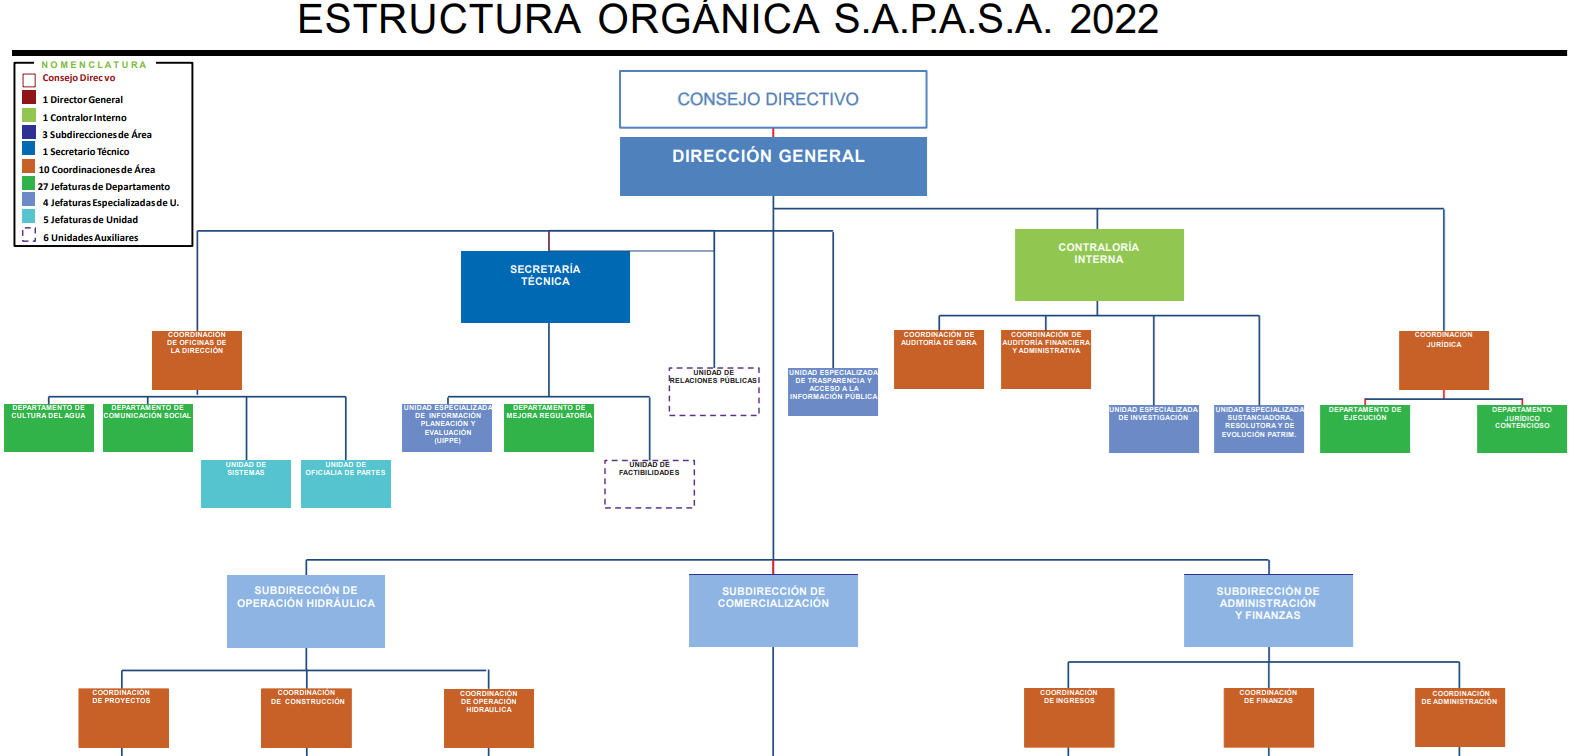 ESTRUCTURA ORGÁNICA S.A.P.A.S.A. 2022
NOMENCLATURA
Consejo Direc vo
1 Director General
1 Contralor Interno
3 Subdirecciones de Área
1 Secretario Técnico
10 Coordinaciones de Área
27 Jefaturas de Departamento
4 Jefaturas Especializadas de U.
5 Jefaturas de Unidad
6 Unidades Auxiliares
CONSEJO DIRECTIVO
DIRECCIÓN GENERAL
SECRETARÍA
TÉCNICA
CONTRALORÍA
INTERNA
COORDINACIÓN
DE OFICINAS DE
LA DIRECCIÓN
COORDINACIÓN DE
AUDITORÍA DE OBRA
COORDINACIÓN DE
AUDITORÍA FINANCIERA
Y ADMINISTRATIVA
COORDINACIÓN
JURÍDICA
UNIDAD DE
RELACIONES PÚBLICAS
UNIDAD ESPECIALIZADA
DE TRASPARENCIA Y
ACCESO A LA
INFORMACIÓN PÚBLICA
DEPARTAMENTO DE
CULTURA DEL AGUA
DEPARTAMENTO DE
COMUNICACIÓN SOCIAL
UNIDAD ESPECIALIZADA
DE INFORMACIÓN
PLANEACIÓN Y
EVALUACIÓN
(UIPPE)
DEPARTAMENTO DE
MEJORA REGULATORÍA
UNIDAD ESPECIALIZADA
DE INVESTIGACIÓN
UNIDAD ESPECIALIZADA
SUSTANCIADORA,
RESOLUTORA Y DE
EVOLUCIÓN PATRIM.
DEPARTAMENTO DE
EJECUCIÓN
DEPARTAMENTO
JURÍDICO
CONTENCIOSO
UNIDAD DE
SISTEMAS
UNIDAD DE
OFICIALIA DE PARTES
UNIDAD DE
FACTIBILIDADES
SUBDIRECCIÓN DE
OPERACIÓN HIDRÁULICA
SUBDIRECCIÓN DE
COMERCIALIZACIÓN
SUBDIRECCIÓN DE
ADMINISTRACIÓN
Y FINANZAS
COORDINACIÓN
DE PROYECTOS
COORDINACIÓN
DE CONSTRUCCIÓN
COORDINACIÓN
DE OPERACIÓN
HIDRAULICA
COORDINACIÓN
DE INGRESOS
COORDINACIÓN
DE FINANZAS
COORDINACIÓN
DE ADMINISTRACIÓN